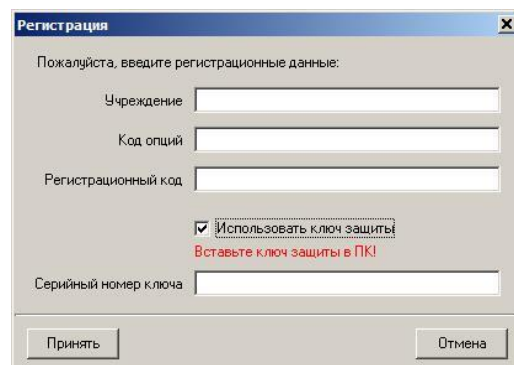 Регистрация
Пожалуйста, введите регистрационные данные:
Учреждение
Код опций
Регистрационный код
Использовать ключ защиты
Вставьте ключ защиты в ПК!
Серийный номер ключа
Принять Отмена